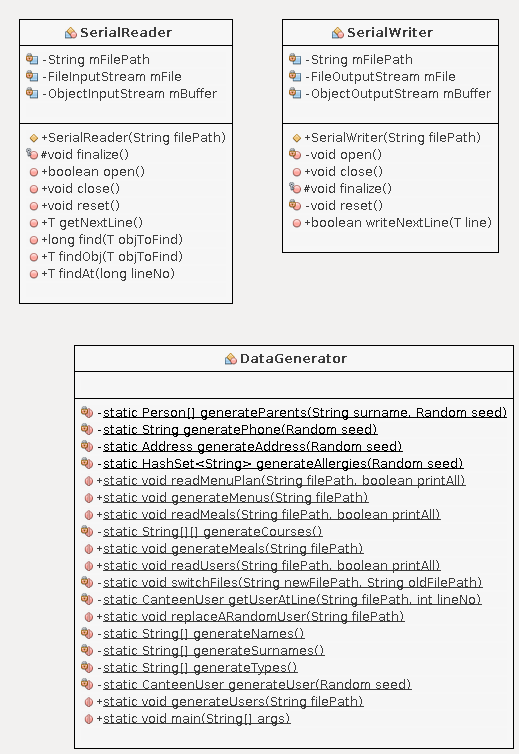 SerialReader
-String mFilePath
-FileInputStream mFile
-ObjectInputStream mBuffer
+SerialReader(String filePath)
#void finalize()
+boolean open()
+void close()
+void reset()
+T getNextLine()
+long find(T objToFind)
+T findObj(T objToFind)
+T findAt(long lineNo)
SerialWriter
-String mFilePath
-FileOutputStream mFile
-ObjectOutputStream mBuffer
+SerialWriter(String filePath)
-void open()
+void close()
#void finalize()
-void reset()
+boolean writeNextLine(T line)
DataGenerator
-static Person[] generateParents(String surname, Random seed)
-static String generatePhone(Random seed)
-static Address generateAddress(Random seed)
-static HashSet<String> generateAllergies(Random seed)
+static void readMenuPlan(String filePath, boolean printAll)
+static void generateMenus(String filePath)
+static void readMeals(String filePath, boolean printAll)
-static String[][] generateCourses()
+static void generateMeals(String filePath)
+static void readUsers(String filePath, boolean printAll)
-static void switchFiles(String newFilePath, String oldFilePath)
-static CanteenUser getUserAtLine(String filePath, int lineNo)
+static void replaceARandomUser(String filePath)
-static String[] generateNames()
-static String[] generateSurnames()
-static String[] generateTypes()
-static CanteenUser generateUser(Random seed)
+static void generateUsers(String filePath)
+static void main(String[] args)